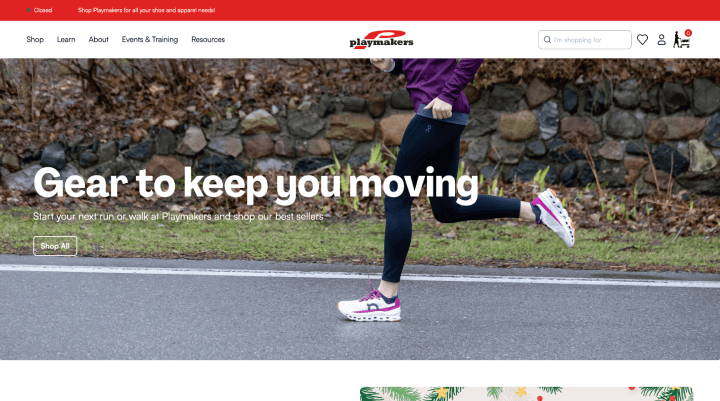 Closed
Shop Playmakers for all your shoe and apparel needs!
Shop
Learn
About
Events & Training
Resources
playmakers
I'm shopping for
0
Gear to keep you moving
Start your next run or walk at Playmakers and shop our best sellers
Shop All